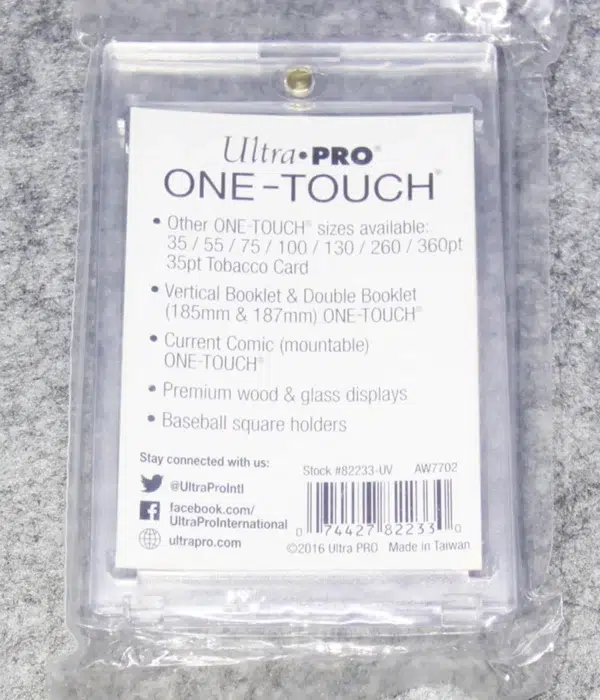 Ultra•PRO®
ONE-TOUCH®
• Other ONE-TOUCH® sizes available:
35 / 55 / 75 / 100 / 130 / 260 / 360pt
35pt Tobacco Card
• Vertical Booklet & Double Booklet
(185mm & 187mm) ONE-TOUCH®
• Current Comic (mountable)
ONE-TOUCH®
• Premium wood & glass displays
• Baseball square holders
Stay connected with us:
@UltraProIntl
facebook.com/
UltraProInternational
ultrapro.com
Stock #82233-UV AW7702
0 74427 82233 0
©2016 Ultra PRO Made in Taiwan